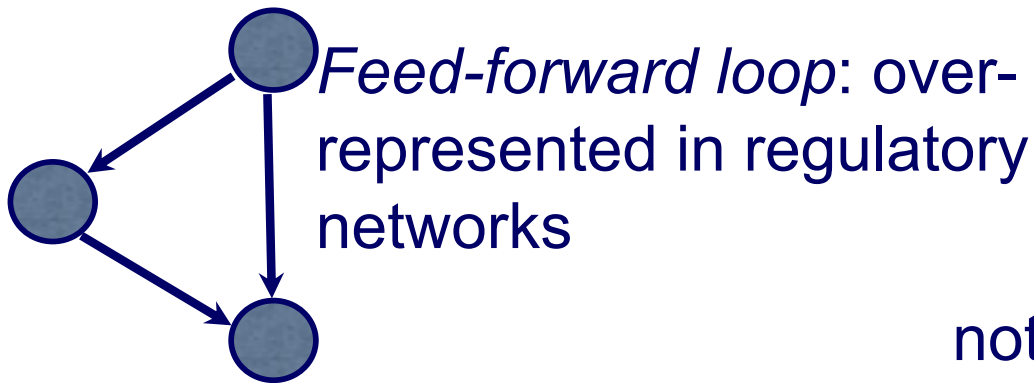 Feed-forward loop: over-
represented in regulatory
networks
not